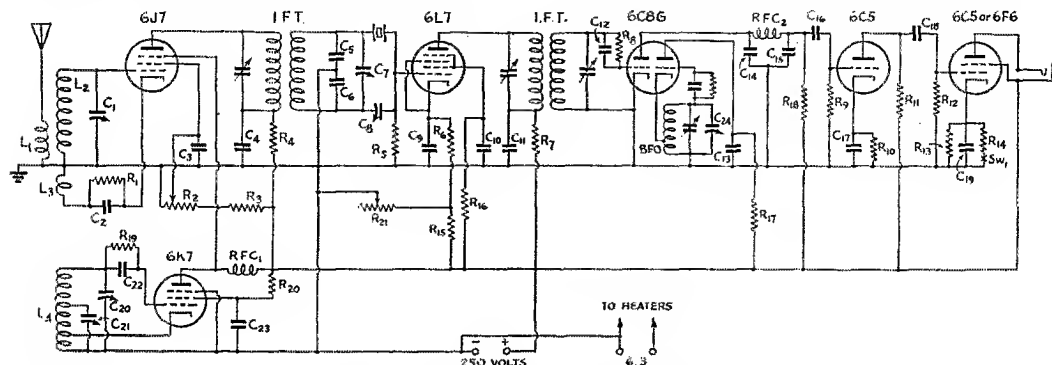 6J7
I.F.T.
6L7
I.F.T.
6C8G
RFC2
C16
6C5
C18
6C5 or 6F6
L2
C1
C5
C6
C7
C12
R8
C14
C15
J
L1
C3
C4
R4
C8
R5
C9
R6
C10
C11
R7
BFO
C24
C13
R18
R9
C17
R10
R11
R12
R13
C19
R14
SW1
L3
R1
C2
R2
R3
R21
R15
R16
R17
R19
6K7
RFC1
C22
R20
L4
C20
C21
C23
TO HEATERS
- +
250 VOLTS
6.3